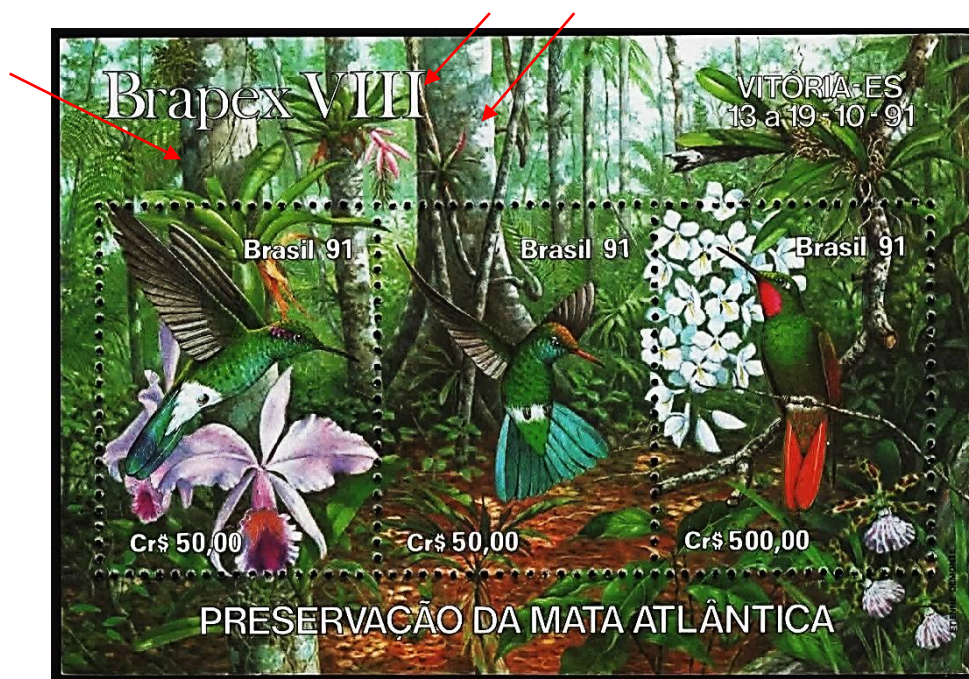 Brapex VIII
VITÓRIA-ES
13 a 19-10-91
Brasil 91
Brasil 91
Brasil 91
Cr$ 50,00
Cr$ 50,00
Cr$ 500,00
PRESERVAÇÃO DA MATA ATLÂNTICA